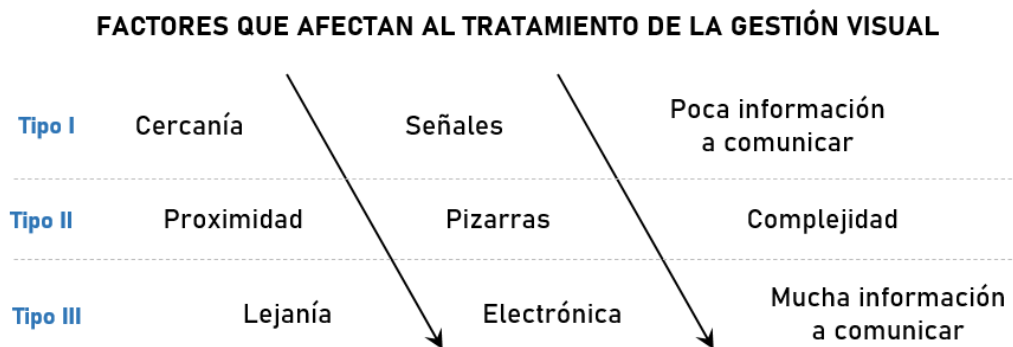 FACTORES QUE AFECTAN AL TRATAMIENTO DE LA GESTIÓN VISUAL
Tipo I
Cercanía
Señales
Poca información
a comunicar
Tipo II
Proximidad
Pizarras
Complejidad
Tipo III
Lejanía
Electrónica
Mucha información
a comunicar